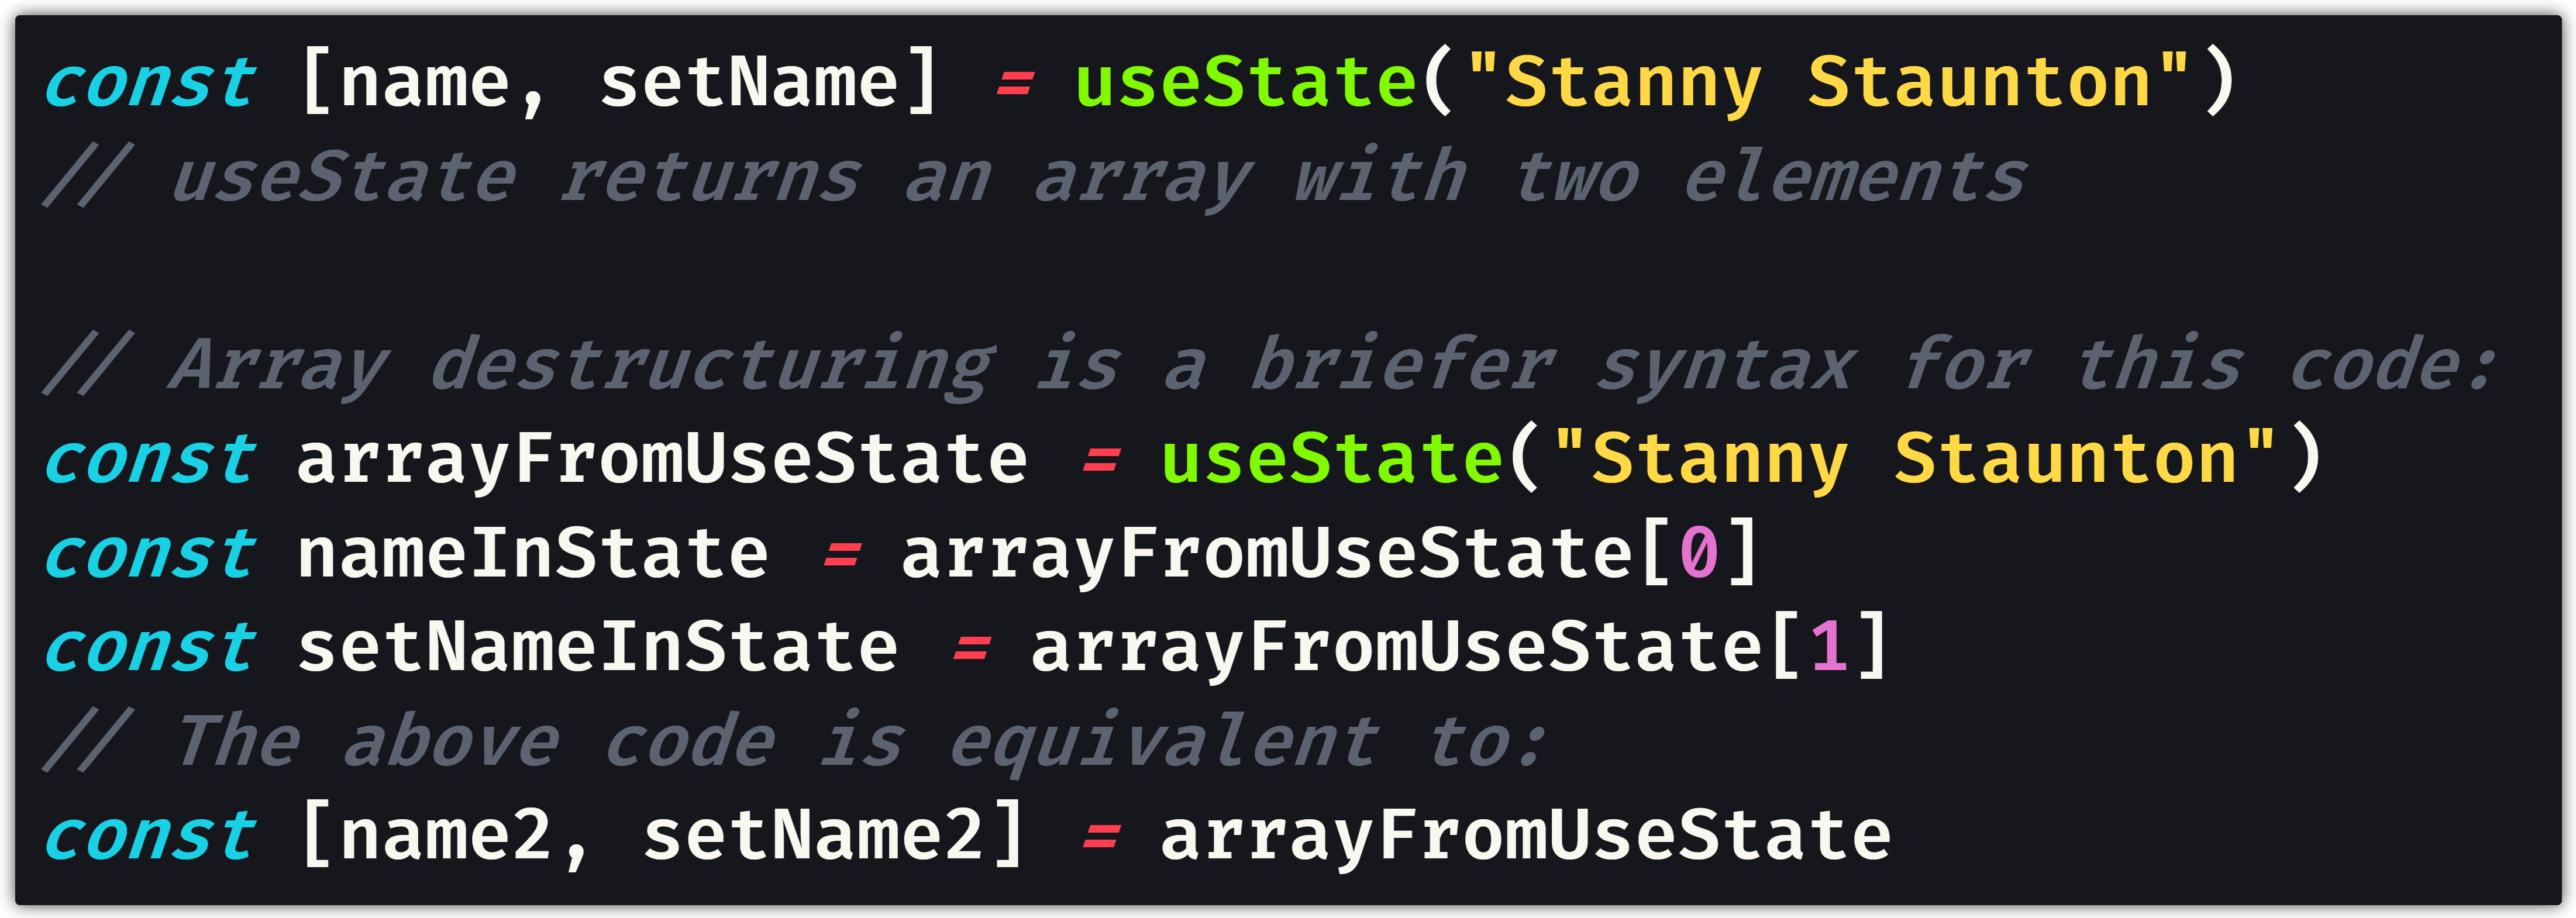 const [name, setName] = useState("Stanny Staunton")
// useState returns an array with two elements
// Array destructuring is a briefer syntax for this code:
const arrayFromUseState = useState("Stanny Staunton")
const nameInState = arrayFromUseState[0]
const setNameInState = arrayFromUseState[1]
// The above code is equivalent to:
const [name2, setName2] = arrayFromUseState